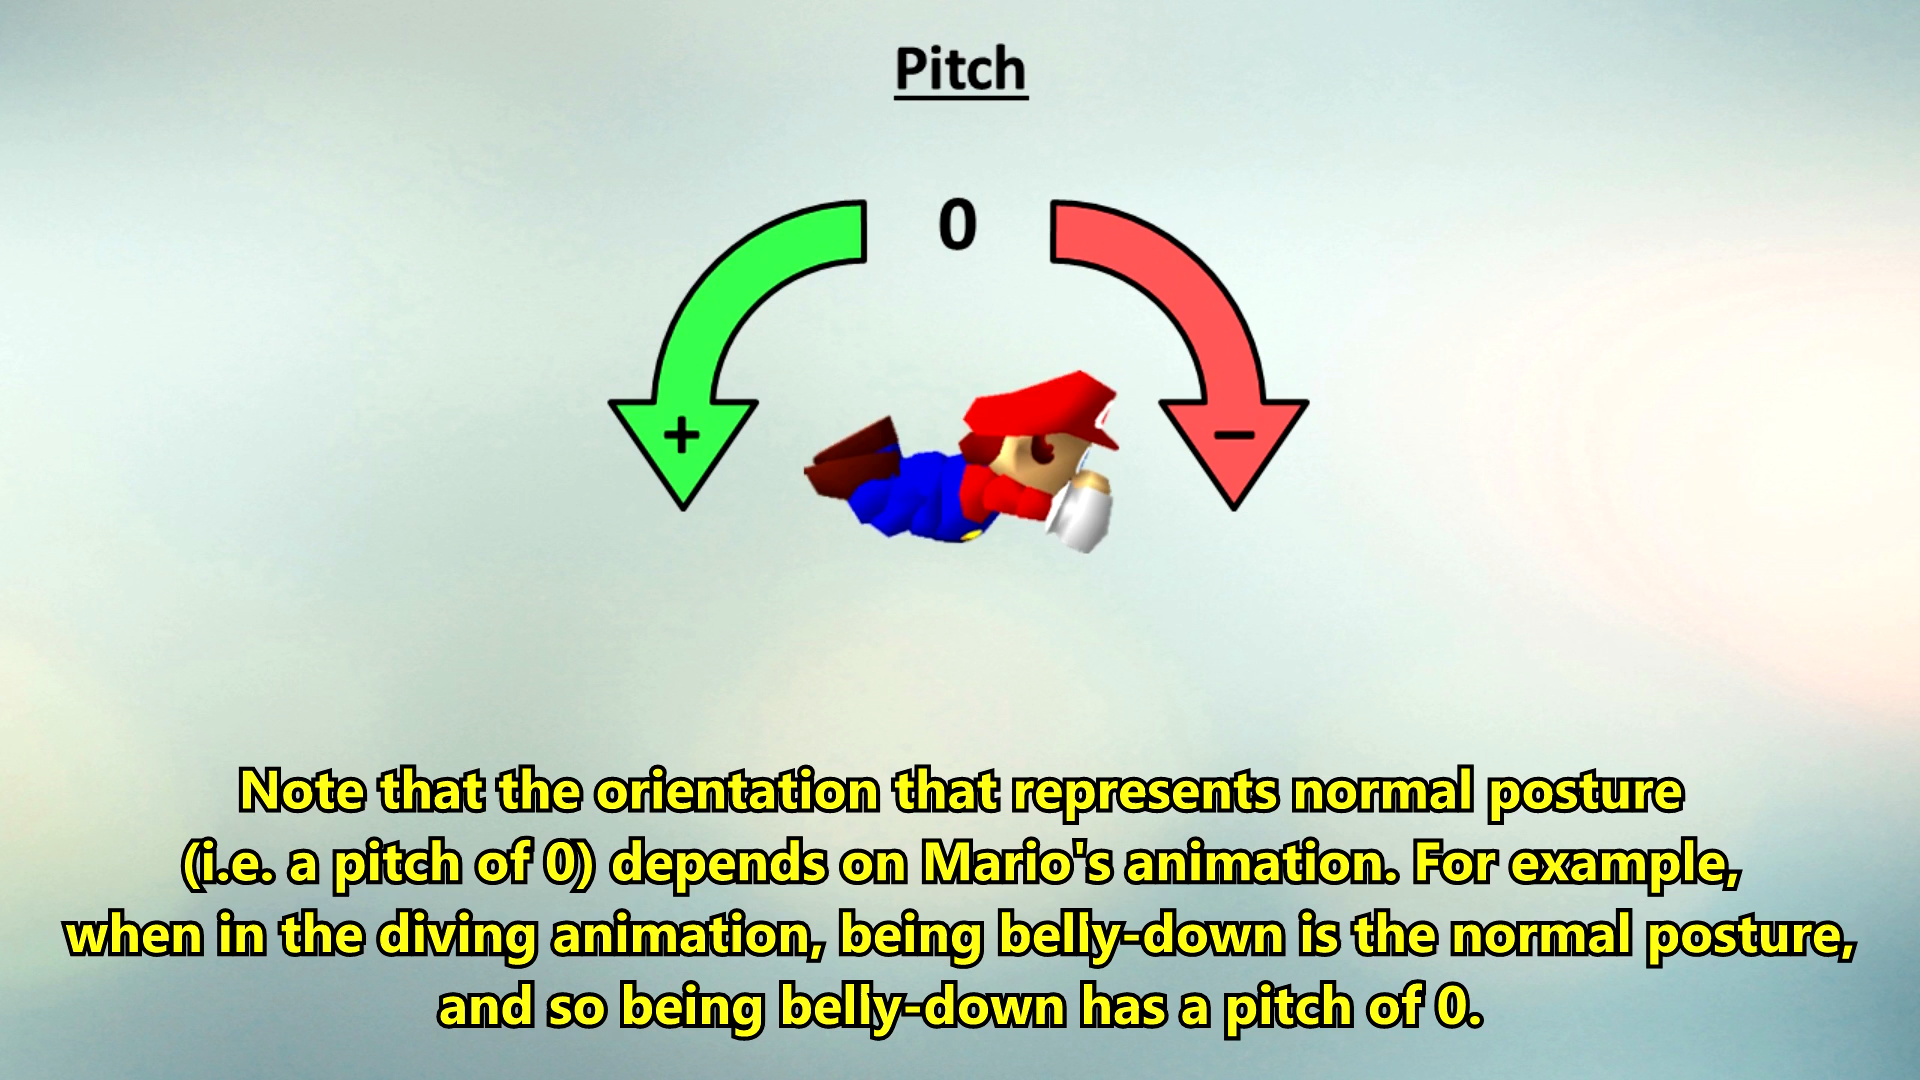 Pitch
0
+
−
Note that the orientation that represents normal posture
(i.e. a pitch of 0) depends on Mario's animation. For example,
when in the diving animation, being belly-down is the normal posture,
and so being belly-down has a pitch of 0.